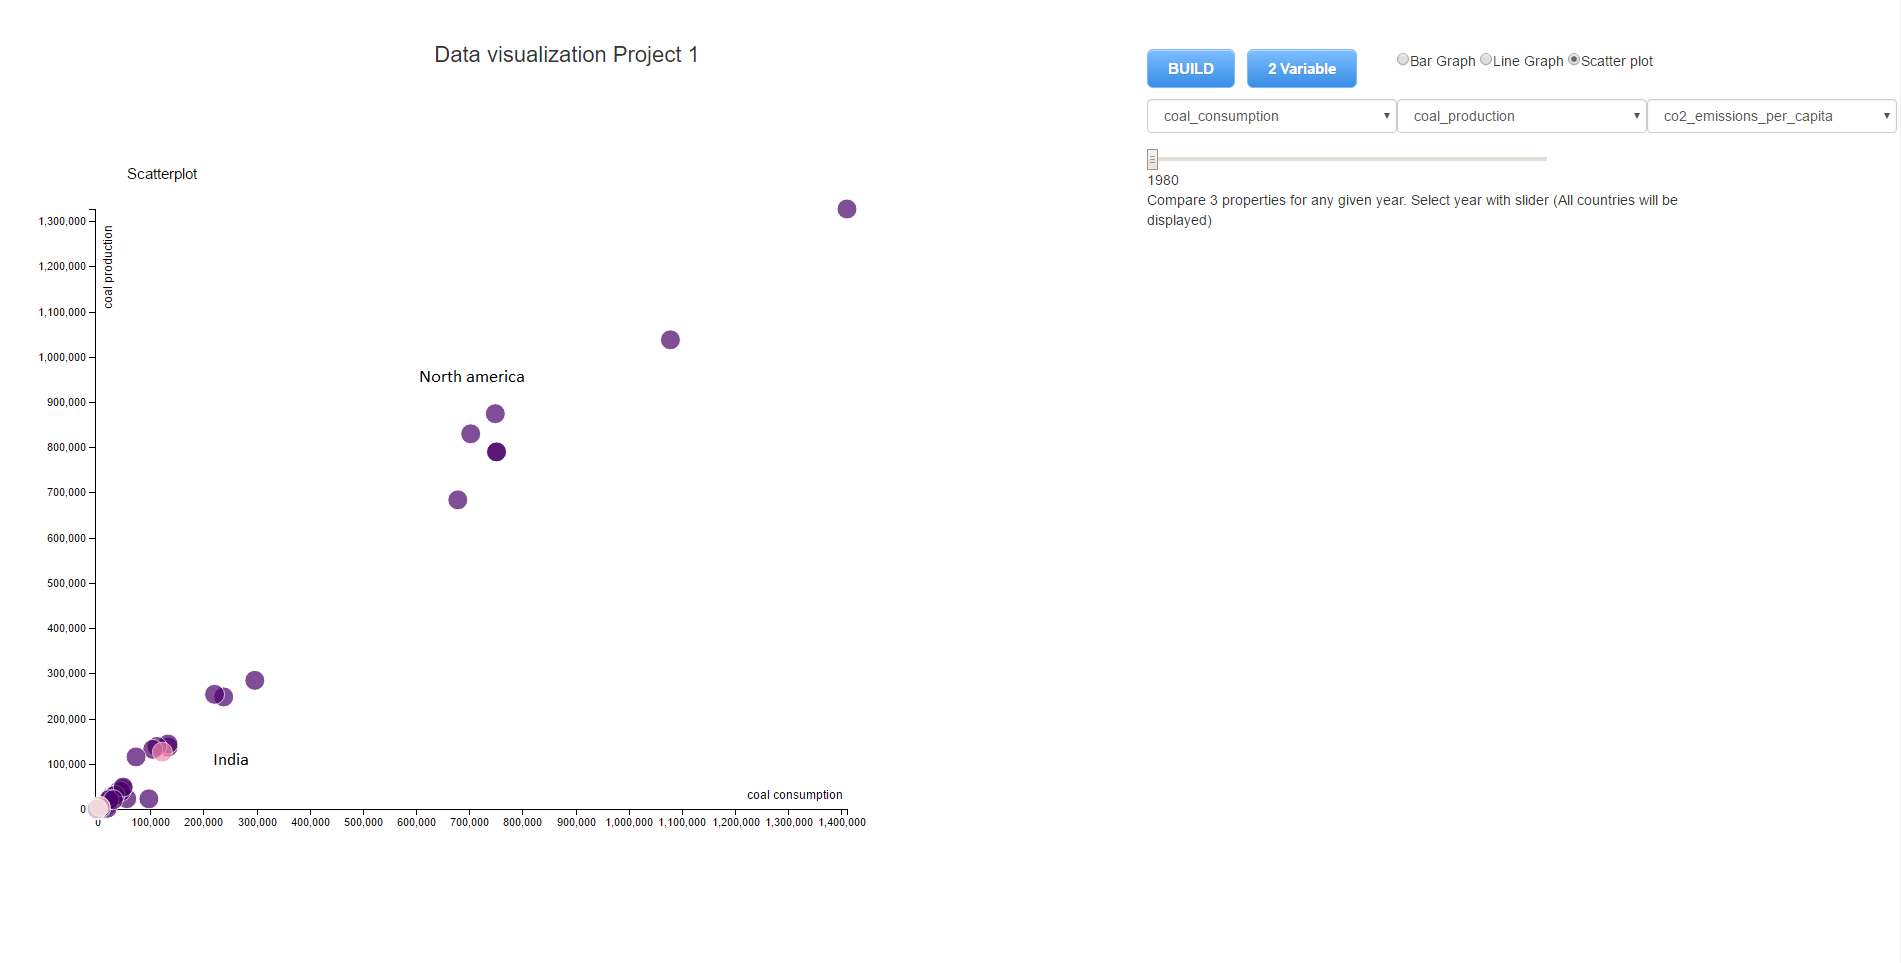 Data visualization Project 1
BUILD
2 Variable
Bar Graph Line Graph Scatter plot
coal_consumption
coal_production
co2_emissions_per_capita
1980
Compare 3 properties for any given year. Select year with slider (All countries will be
displayed)
Scatterplot
1,300,000
1,200,000
1,100,000
1,000,000
900,000
800,000
700,000
600,000
500,000
400,000
300,000
200,000
100,000
0
coal production
North america
India
coal consumption
0 100,000 200,000 300,000 400,000 500,000 600,000 700,000 800,000 900,000 1,000,000 1,100,000 1,200,000 1,300,000 1,400,000